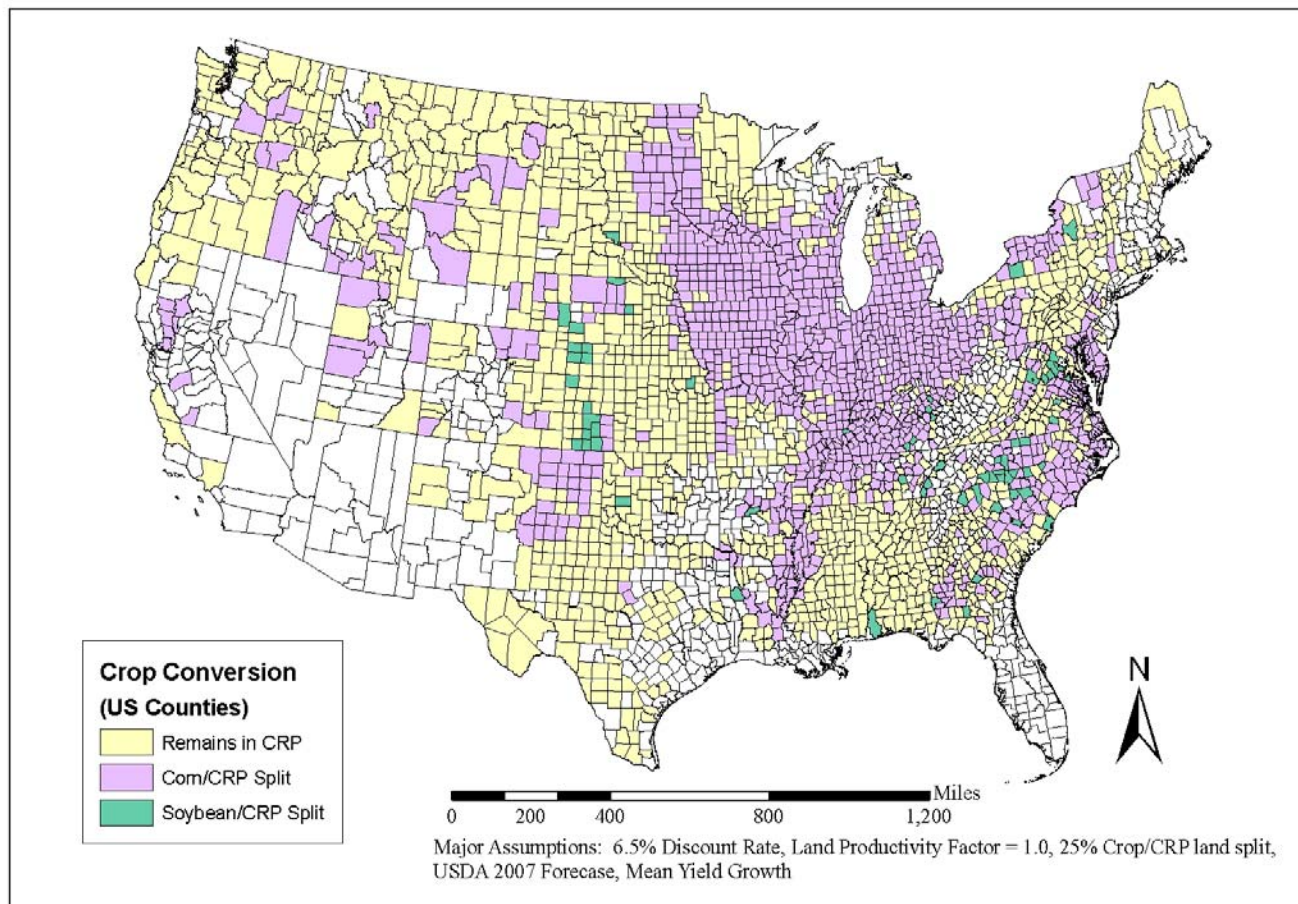 N
Crop Conversion
(US Counties)
Remains in CRP
Corn/CRP Split
Soybean/CRP Split
Miles
0 200 400 800 1,200
Major Assumptions: 6.5% Discount Rate, Land Productivity Factor = 1.0, 25% Crop/CRP land split,
USDA 2007 Forecase, Mean Yield Growth